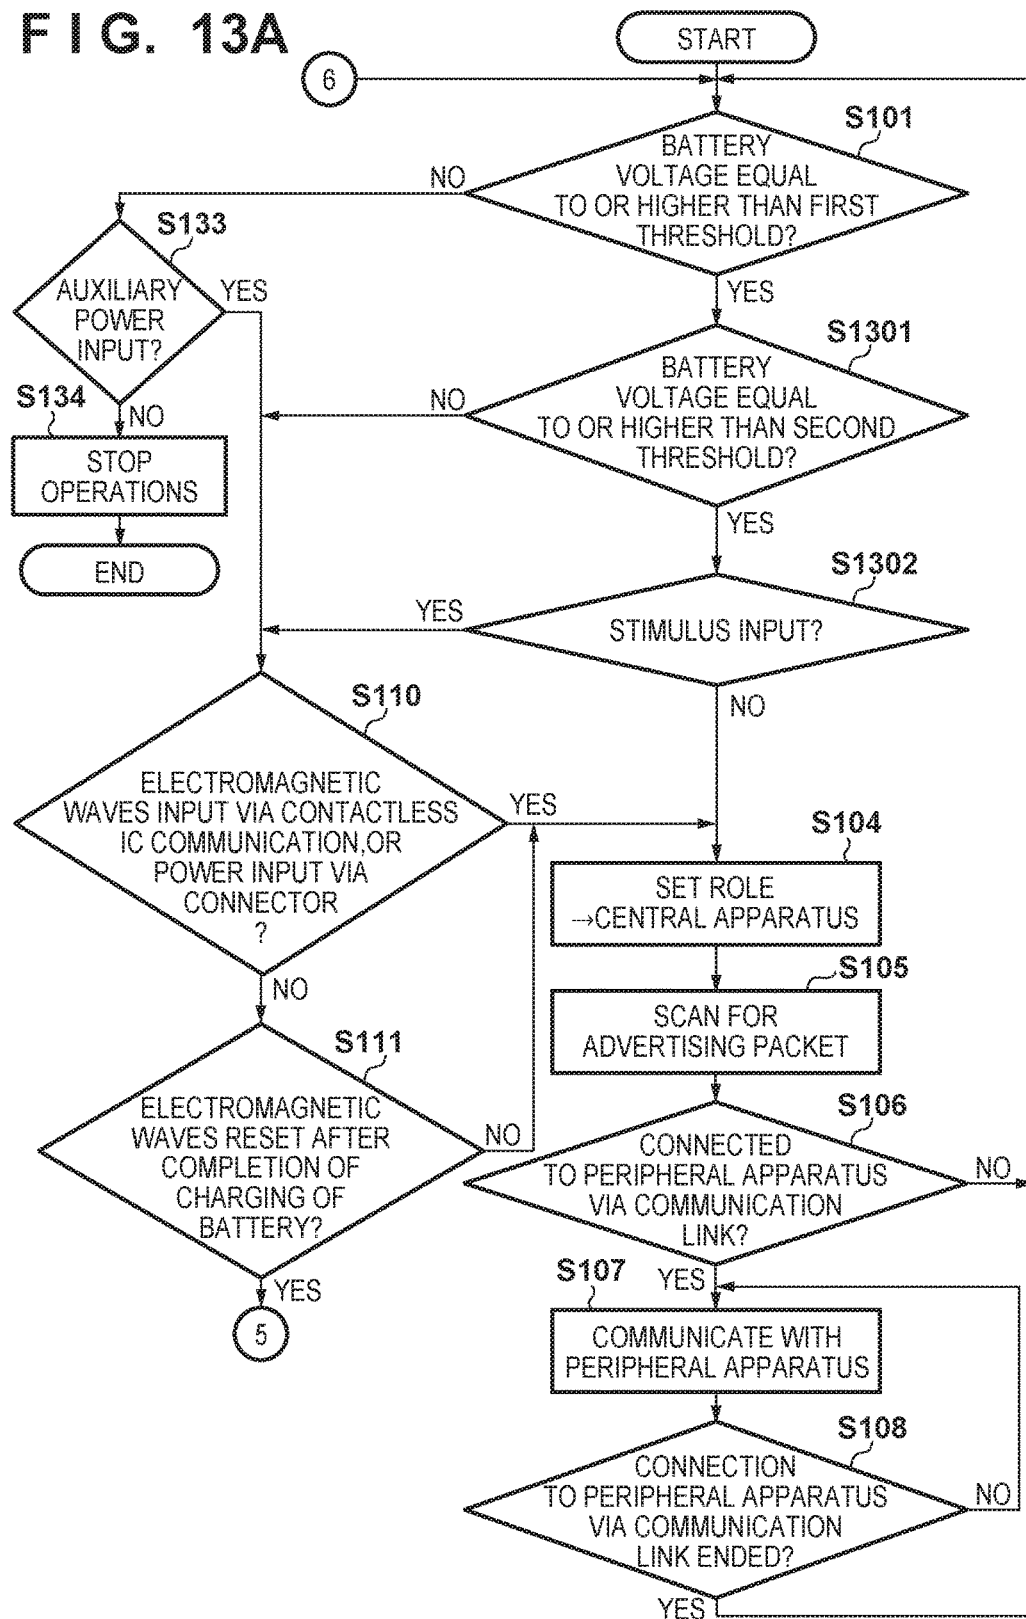 FIG. 13A
START
6
S101
BATTERY
VOLTAGE EQUAL
TO OR HIGHER THAN FIRST
THRESHOLD?
NO
YES
S133
AUXILIARY
POWER
INPUT?
YES
NO
S134
STOP
OPERATIONS
END
S1301
BATTERY
VOLTAGE EQUAL
TO OR HIGHER THAN SECOND
THRESHOLD?
NO
YES
S1302
STIMULUS INPUT?
YES
NO
S110
ELECTROMAGNETIC
WAVES INPUT VIA CONTACTLESS
IC COMMUNICATION,OR
POWER INPUT VIA
CONNECTOR
?
YES
NO
S111
ELECTROMAGNETIC
WAVES RESET AFTER
COMPLETION OF
CHARGING OF
BATTERY?
NO
YES
5
S104
SET ROLE
→CENTRAL APPARATUS
S105
SCAN FOR
ADVERTISING PACKET
S106
CONNECTED
TO PERIPHERAL APPARATUS
VIA COMMUNICATION
LINK?
NO
YES
S107
COMMUNICATE WITH
PERIPHERAL APPARATUS
S108
CONNECTION
TO PERIPHERAL APPARATUS
VIA COMMUNICATION
LINK ENDED?
NO
YES